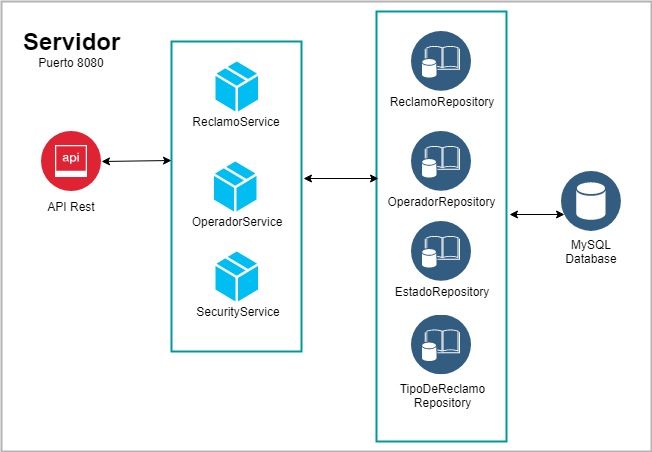 Servidor
Puerto 8080
api
API Rest
ReclamoService
OperadorService
SecurityService
ReclamoRepository
OperadorRepository
EstadoRepository
TipoDeReclamo
Repository
MySQL
Database